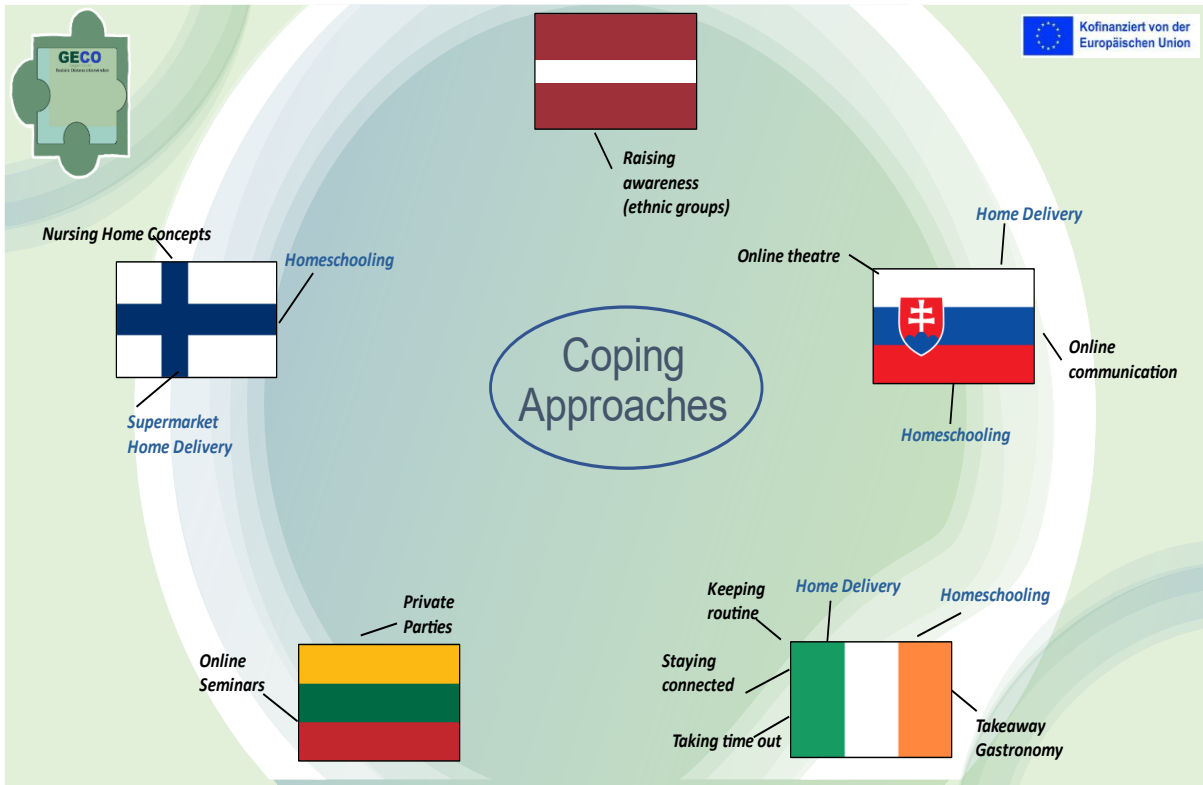 GECO
Kofinanziert von der
Europäischen Union
Raising
awareness
(ethnic groups)
Nursing Home Concepts
Homeschooling
Supermarket
Home Delivery
Home Delivery
Online theatre
Online
communication
Homeschooling
Coping
Approaches
Private
Parties
Online
Seminars
Keeping
routine
Home Delivery
Homeschooling
Staying
connected
Taking time out
Takeaway
Gastronomy